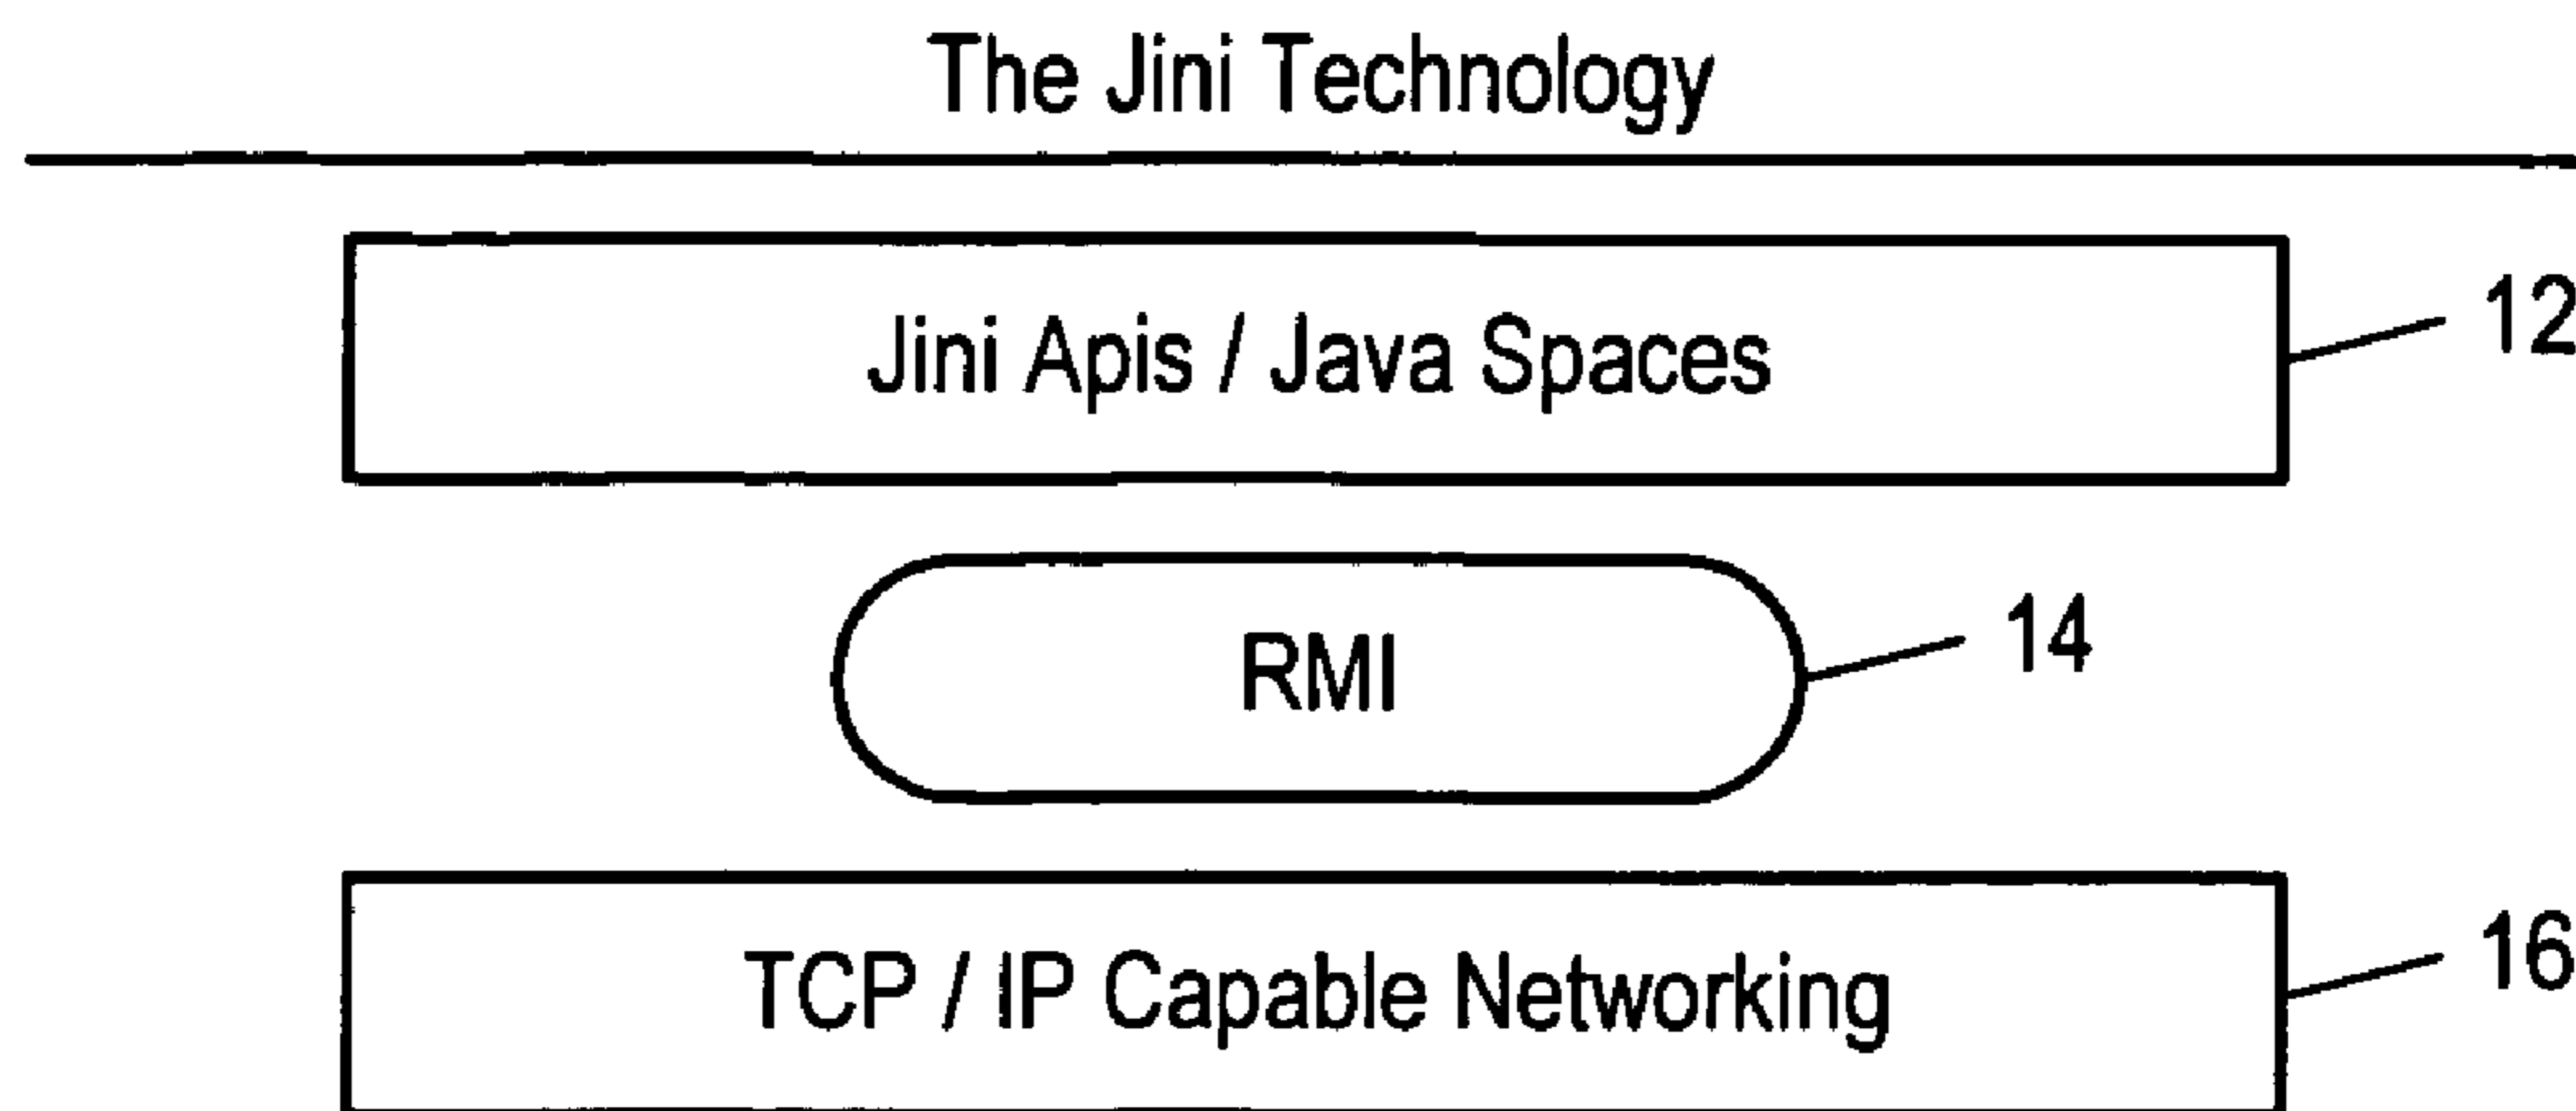 The Jini Technology
Jini Apis / Java Spaces
12
RMI
14
TCP / IP Capable Networking
16